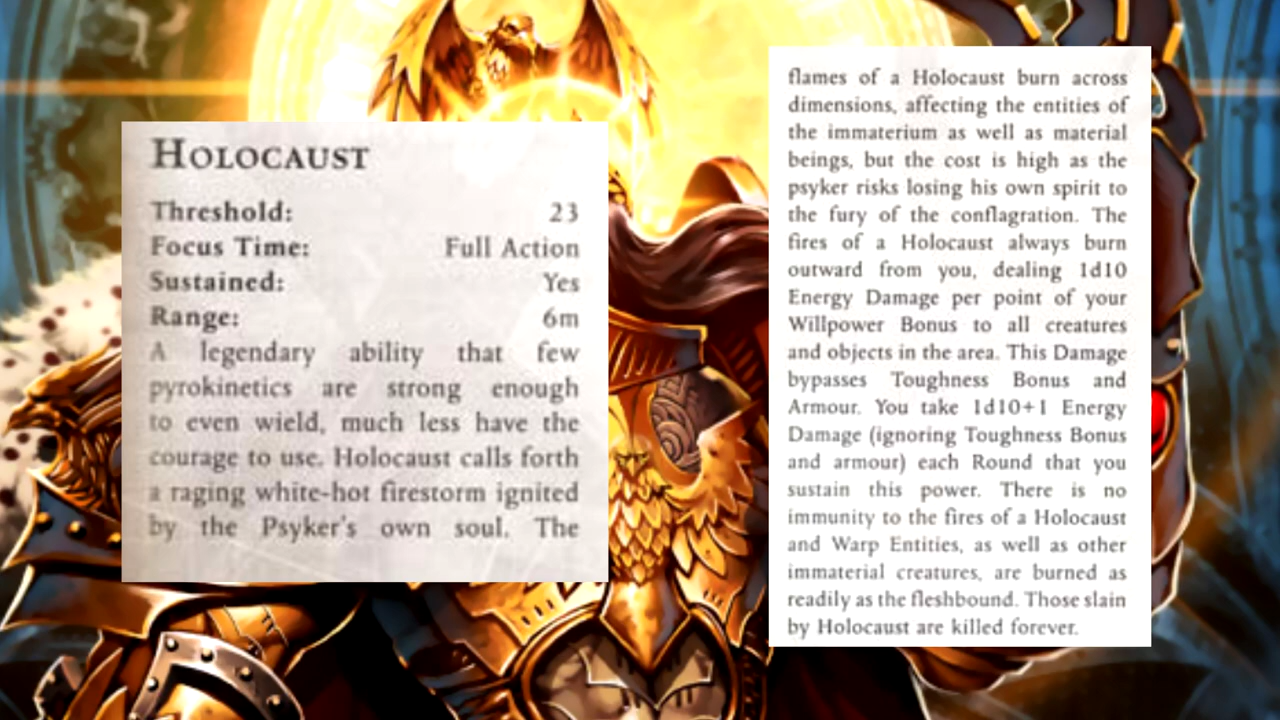 HOLOCAUST
Threshold: 23
Focus Time: Full Action
Sustained: Yes
Range: 6m
A legendary ability that few
pyrokinetics are strong enough
to even wield, much less have the
courage to use. Holocaust calls forth
a raging white-hot firestorm ignited
by the Psyker's own soul. The
flames of a Holocaust burn across
dimensions, affecting the entities of
the immaterium as well as material
beings, but the cost is high as the
psyker risks losing his own spirit to
the fury of the conflagration. The
fires of a Holocaust always burn
outward from you, dealing 1d10
Energy Damage per point of your
Willpower Bonus to all creatures
and objects in the area. This Damage
bypasses Toughness Bonus and
Armour. You take 1d10+1 Energy
Damage (ignoring Toughness Bonus
and armour) each Round that you
sustain this power. There is no
immunity to the fires of a Holocaust
and Warp Entities, as well as other
immaterial creatures, are burned as
readily as the fleshbound. Those slain
by Holocaust are killed forever.